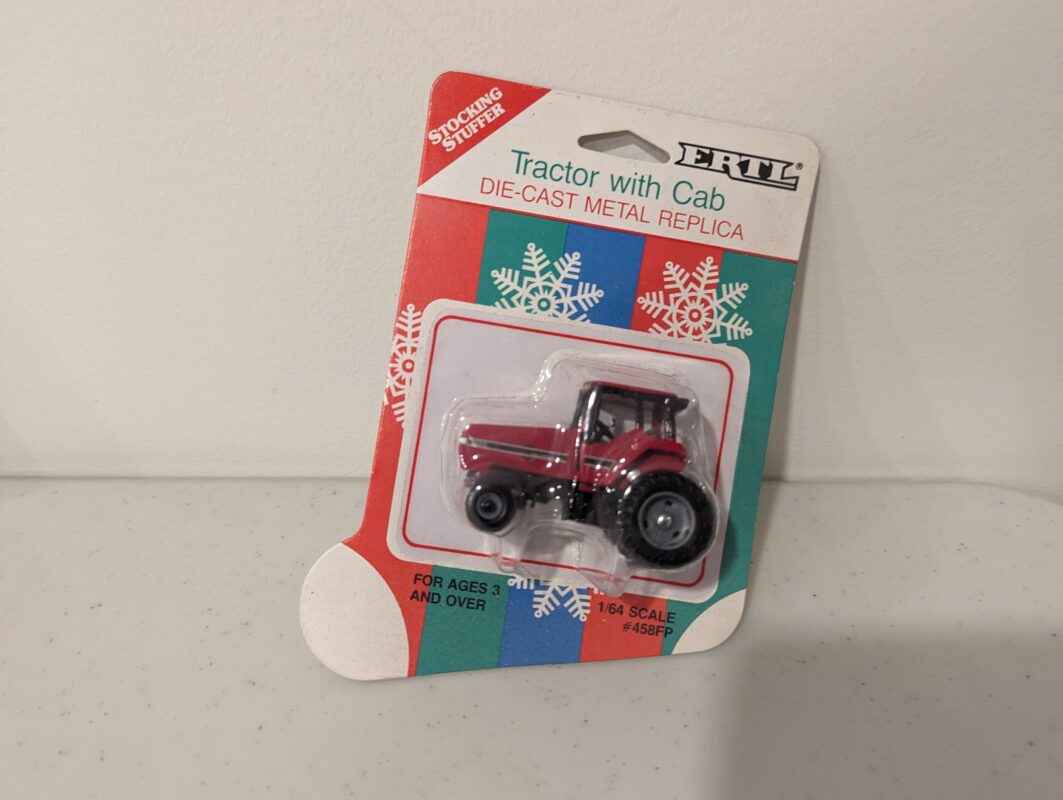 STOCKING
STUFFER
ERTL®
Tractor with Cab
DIE-CAST METAL REPLICA
FOR AGES 3
AND OVER
1/64 SCALE
#458FP